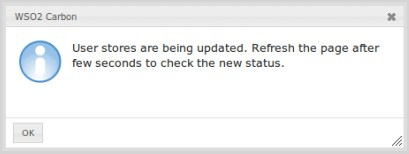 WSO2 Carbon
User stores are being updated. Refresh the page after
few seconds to check the new status.
OK